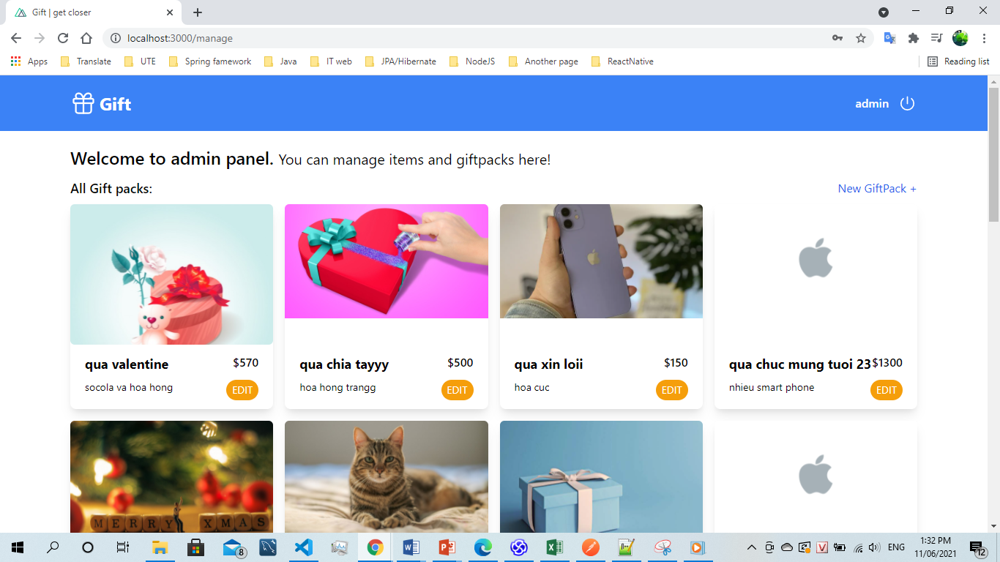 Gift | get closer
localhost:3000/manage
Apps Translate UTE Spring famework Java IT web JPA/Hibernate NodeJS Another page ReactNative Reading list
Gift admin
Welcome to admin panel. You can manage items and giftpacks here!
All Gift packs: New GiftPack +
qua valentine $570 qua chia tayyy $500 qua xin loii $150 qua chuc mung tuoi 23 $1300
socola va hoa hong EDIT hoa hong trangg EDIT hoa cuc EDIT nhieu smart phone EDIT
MERRY XMAS
8 ENG 1:32 PM
11/06/2021 12